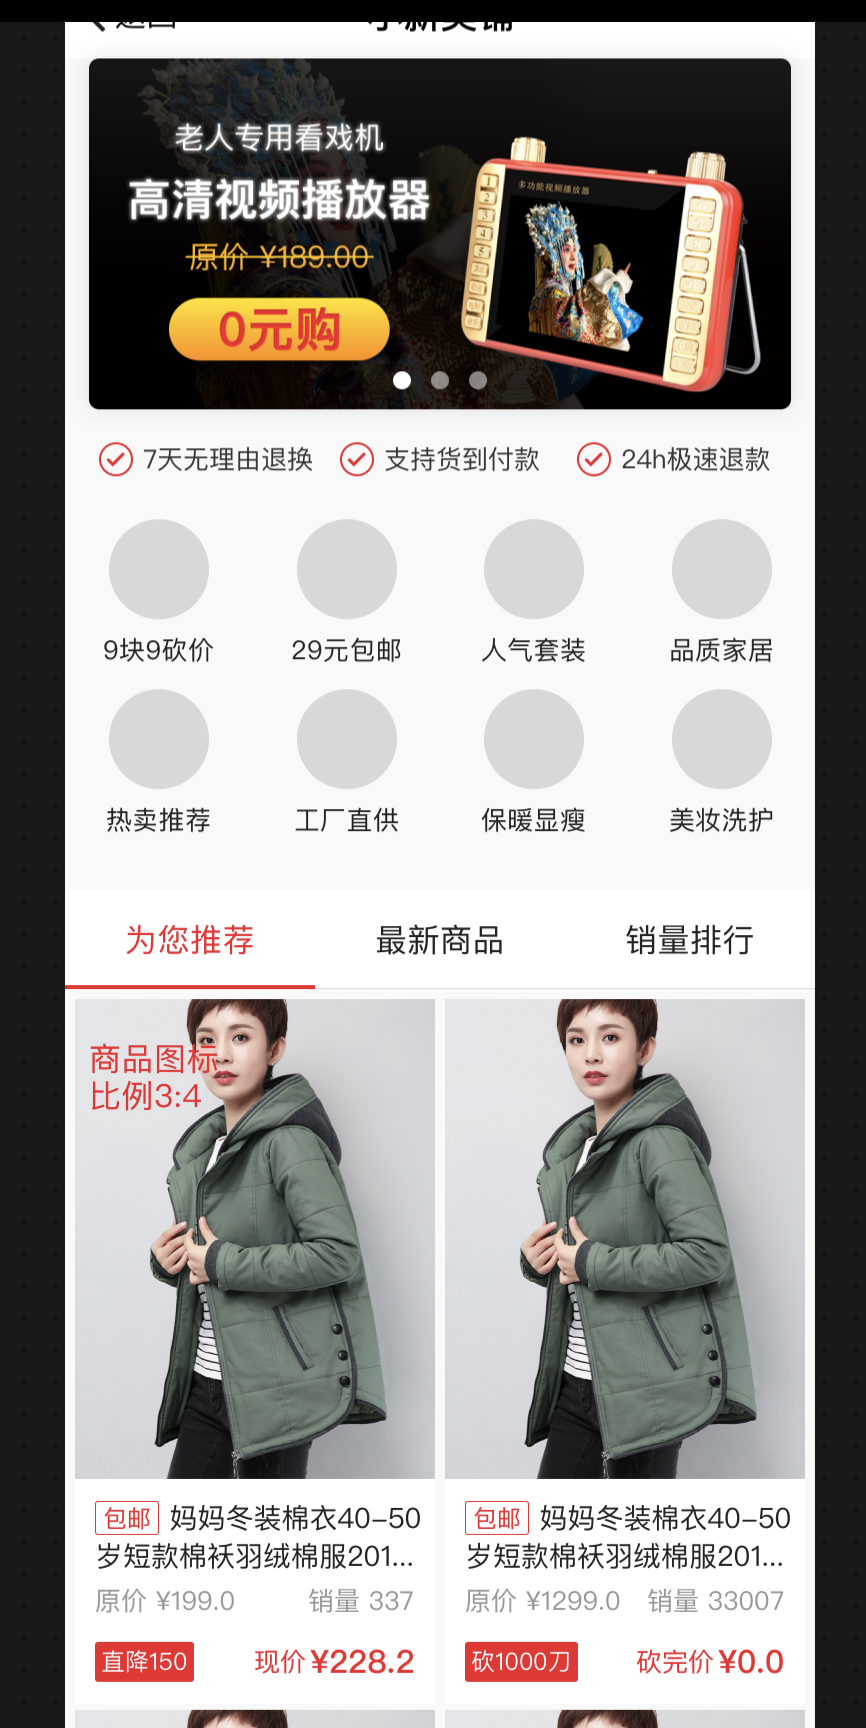 老人专用看戏机
高清视频播放器
原价 ¥189.00
0元购
多功能视频播放器
1
2
3
4
5
7天无理由退换 支持货到付款 24h极速退款
9块9砍价 29元包邮 人气套装 品质家居
热卖推荐 工厂直供 保暖显瘦 美妆洗护
为您推荐 最新商品 销量排行
商品图标
比例3:4
包邮 妈妈冬装棉衣40-50
岁短款棉袄羽绒棉服201...
原价 ¥199.0 销量 337
直降150 现价 ¥228.2
包邮 妈妈冬装棉衣40-50
岁短款棉袄羽绒棉服201...
原价 ¥1299.0 销量 33007
砍1000刀 砍完价 ¥0.0